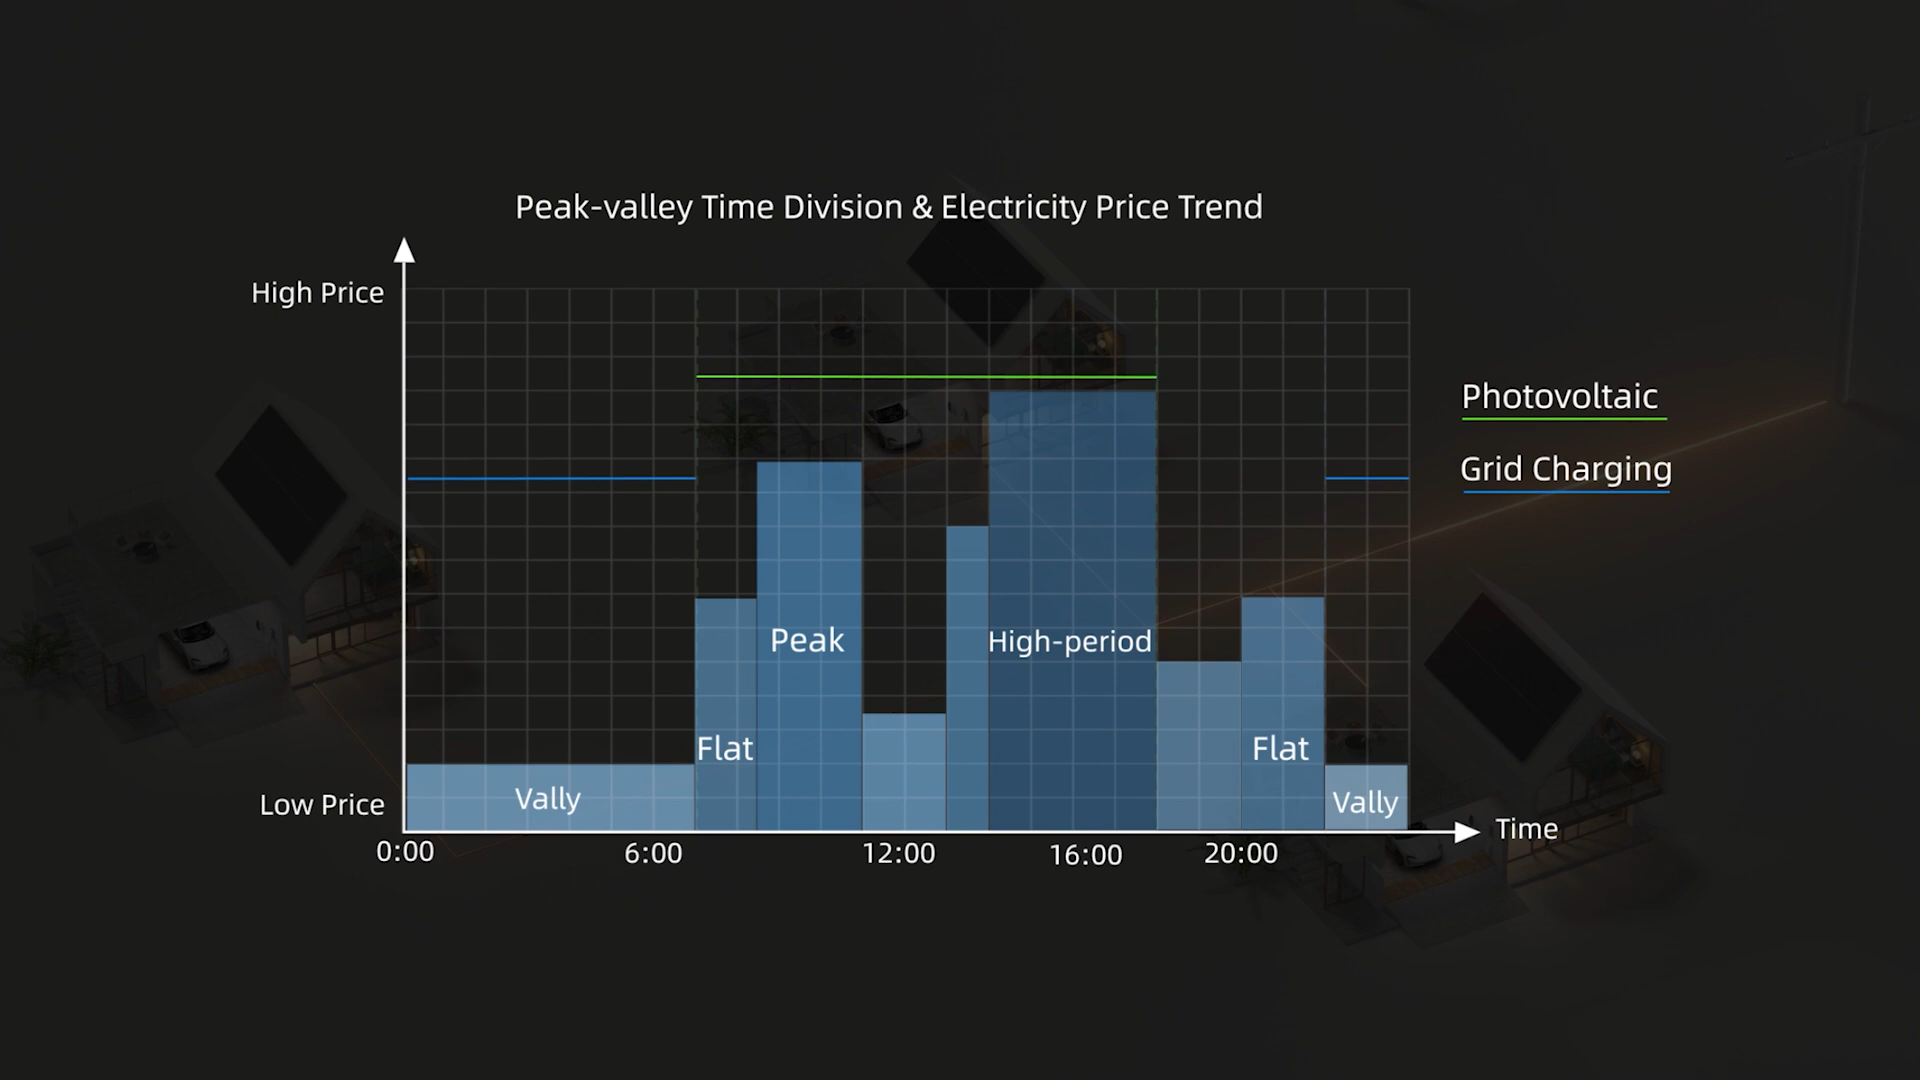 Peak-valley Time Division & Electricity Price Trend
High Price
Photovoltaic
Grid Charging
Peak
High-period
Flat
Flat
Vally
Vally
Low Price
Time
0:00
6:00
12:00
16:00
20:00